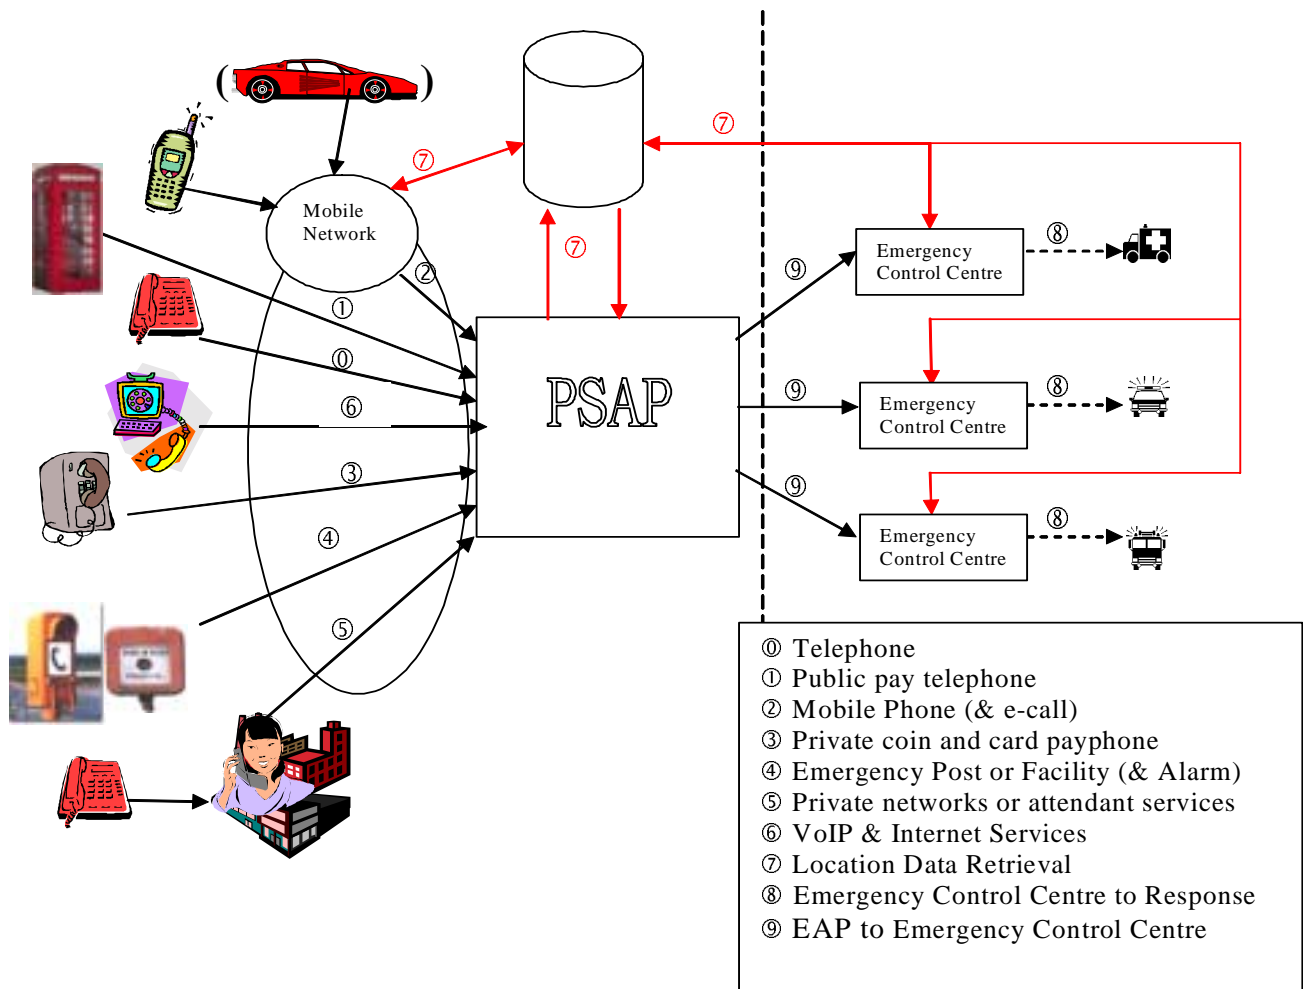 ( )
⑦
⑦
Mobile
Network
⑦
②
①
⓪
⑥
③
④
⑤
PSAP
⑨
⑨
⑨
Emergency
Control Centre
⑧
Emergency
Control Centre
⑧
Emergency
Control Centre
⑧
⓪ Telephone
① Public pay telephone
② Mobile Phone (& e-call)
③ Private coin and card payphone
④ Emergency Post or Facility (& Alarm)
⑤ Private networks or attendant services
⑥ VoIP & Internet Services
⑦ Location Data Retrieval
⑧ Emergency Control Centre to Response
⑨ EAP to Emergency Control Centre